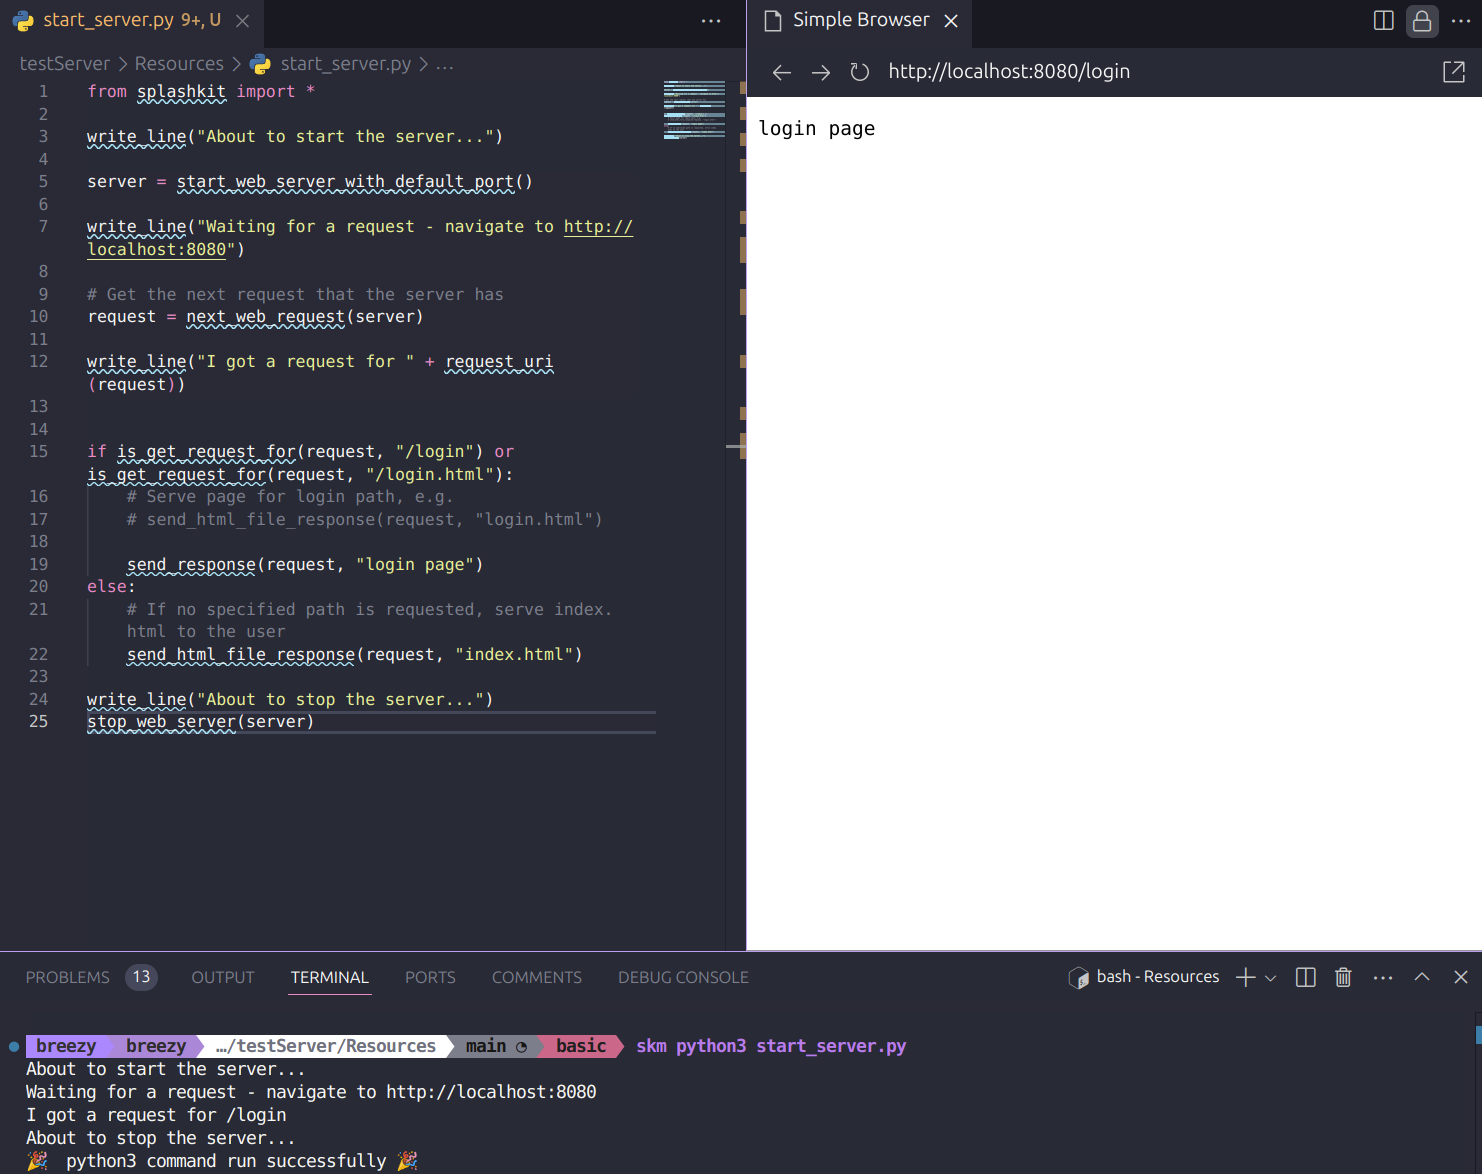 start_server.py 9+, U
Simple Browser
testServer > Resources > start_server.py > ...
http://localhost:8080/login
1 from splashkit import *
2
3 write_line("About to start the server...")
4
5 server = start_web_server_with_default_port()
6
7 write_line("Waiting for a request - navigate to http://
localhost:8080")
8
9 # Get the next request that the server has
10 request = next_web_request(server)
11
12 write_line("I got a request for " + request_uri
(request))
13
14
15 if is_get_request_for(request, "/login") or
is_get_request_for(request, "/login.html"):
16 # Serve page for login path, e.g.
17 # send_html_file_response(request, "login.html")
18
19 send_response(request, "login page")
20 else:
21 # If no specified path is requested, serve index.
html to the user
22 send_html_file_response(request, "index.html")
23
24 write_line("About to stop the server...")
25 stop_web_server(server)
login page
PROBLEMS 13 OUTPUT TERMINAL PORTS COMMENTS DEBUG CONSOLE
bash - Resources
breezy breezy …/testServer/Resources main basic skm python3 start_server.py
About to start the server...
Waiting for a request - navigate to http://localhost:8080
I got a request for /login
About to stop the server...
🎉 python3 command run successfully 🎉